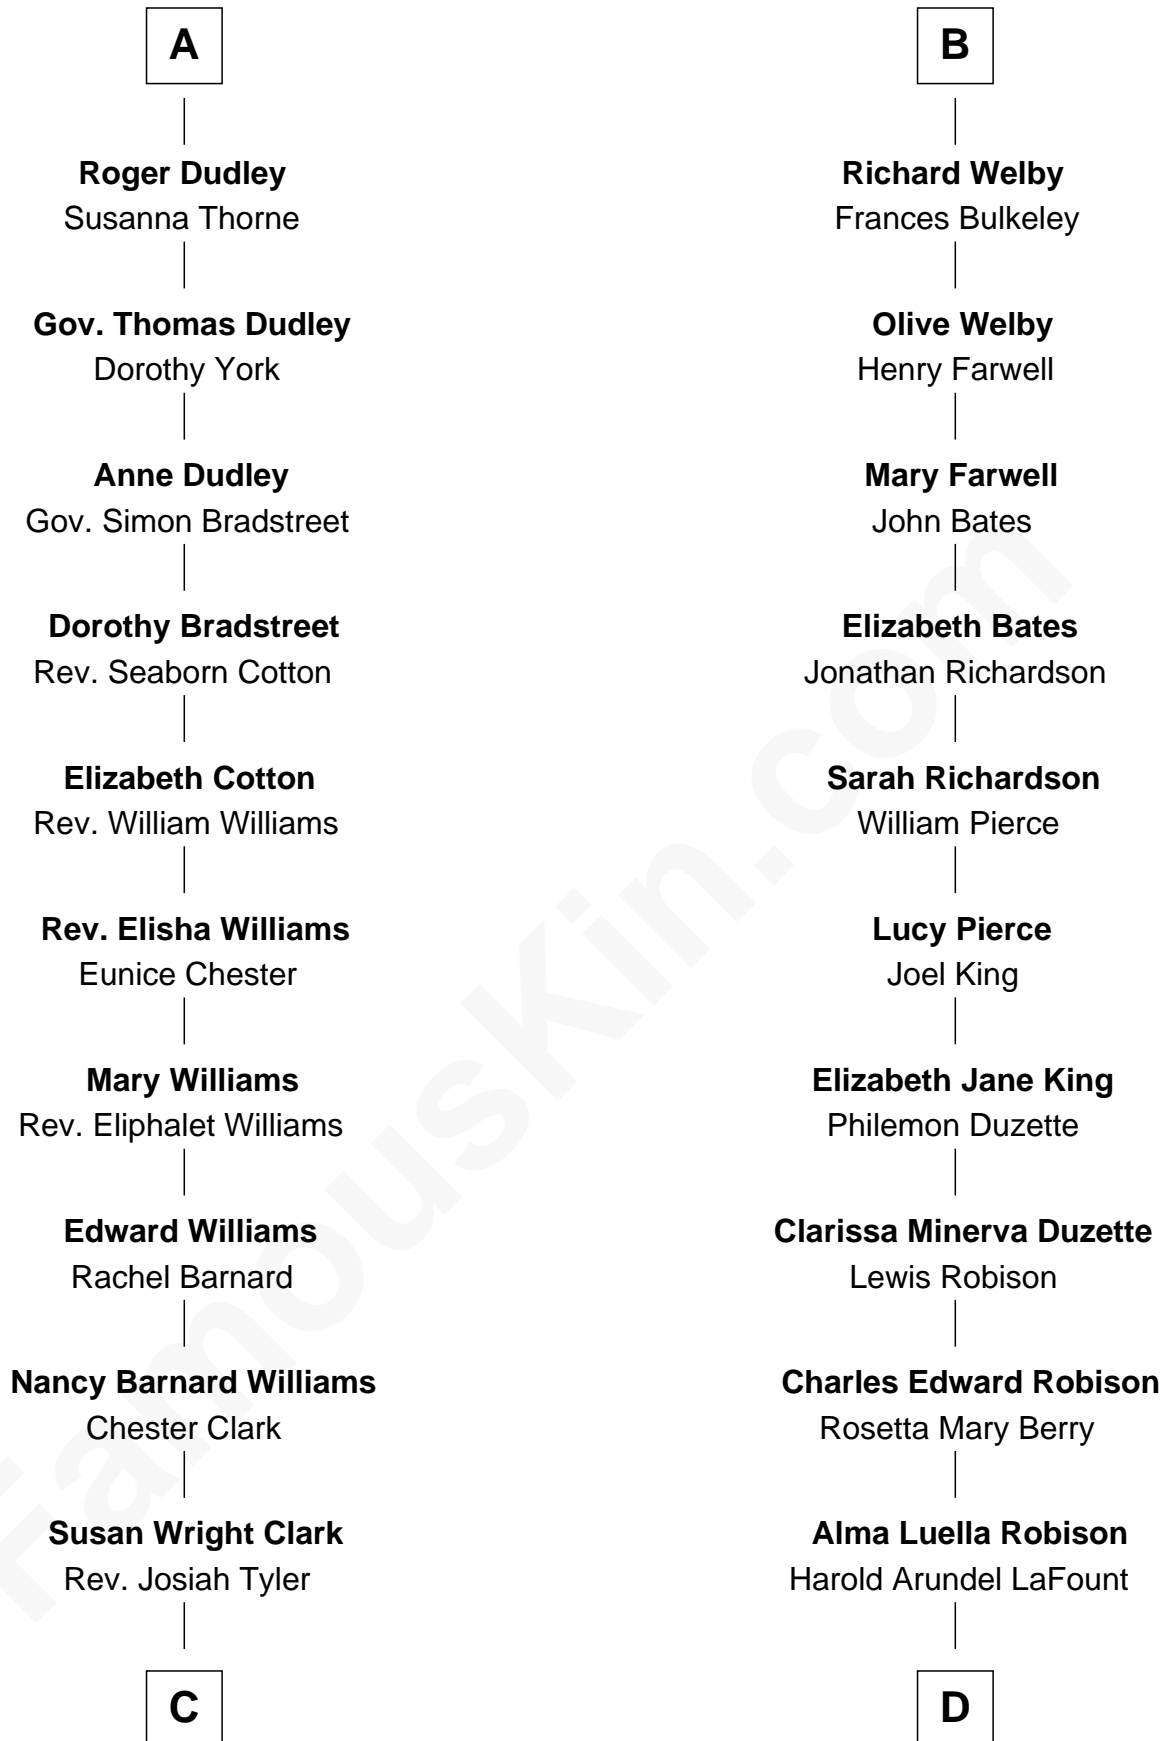 A
Roger Dudley
Susanna Thorne
Gov. Thomas Dudley
Dorothy York
Anne Dudley
Gov. Simon Bradstreet
Dorothy Bradstreet
Rev. Seaborn Cotton
Elizabeth Cotton
Rev. William Williams
Rev. Elisha Williams
Eunice Chester
Mary Williams
Rev. Eliphalet Williams
Edward Williams
Rachel Barnard
Nancy Barnard Williams
Chester Clark
Susan Wright Clark
Rev. Josiah Tyler
C
B
Richard Welby
Frances Bulkeley
Olive Welby
Henry Farwell
Mary Farwell
John Bates
Elizabeth Bates
Jonathan Richardson
Sarah Richardson
William Pierce
Lucy Pierce
Joel King
Elizabeth Jane King
Philemon Duzette
Clarissa Minerva Duzette
Lewis Robison
Charles Edward Robison
Rosetta Mary Berry
Alma Luella Robison
Harold Arundel LaFount
D
FamousKin.com